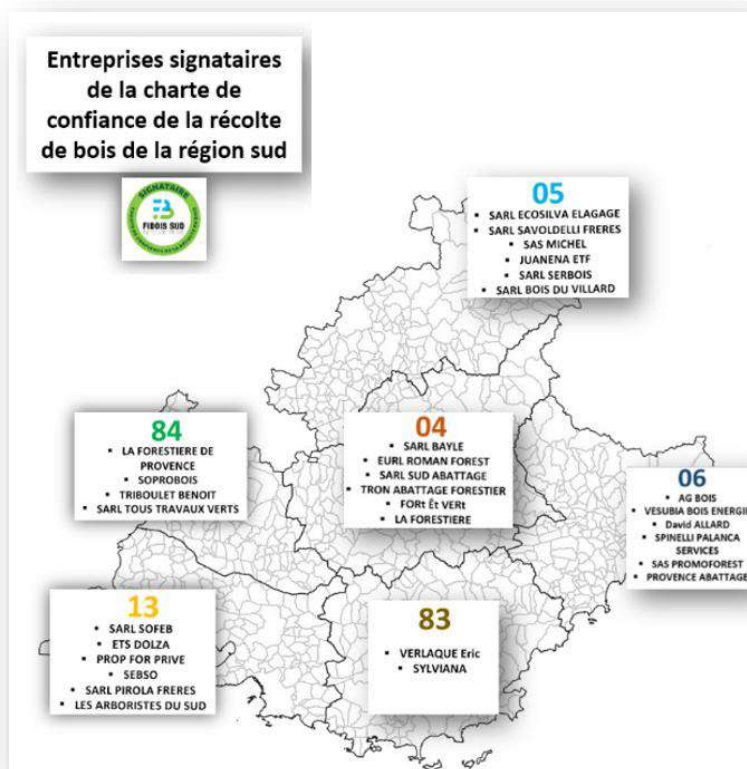 Entreprises signataires
de la charte de
confiance de la récolte
de bois de la région sud
SIGNATAIRE
FIBOIS SUD
05
▪ SARL ECOSILVA ELAGAGE
▪ SARL SAVOLDELLI FRERES
▪ SAS MICHEL
▪ JUANENA ETF
▪ SARL SERBOIS
▪ SARL BOIS DU VILLARD
84
▪ LA FORESTIERE DE
PROVENCE
▪ SOPROBOIS
▪ TRIBOULET BENOIT
▪ SARL TOUS TRAVAUX VERTS
04
▪ SARL BAYLE
▪ EURL ROMAN FOREST
▪ SARL SUD ABATTAGE
▪ TRON ABATTAGE FORESTIER
▪ FORt Êt VERt
▪ LA FORESTIERE
06
▪ AG BOIS
▪ VESUBIA BOIS ENERGIE
▪ David ALLARD
▪ SPINELLI PALANCA
SERVICES
▪ SAS PROMOFOREST
▪ PROVENCE ABATTAGE
13
▪ SARL SOFEB
▪ ETS DOLZA
▪ PROP FOR PRIVE
▪ SEBSO
▪ SARL PIROLA FRERES
▪ LES ARBORISTES DU SUD
83
▪ VERLAQUE Eric
▪ SYLVIANA